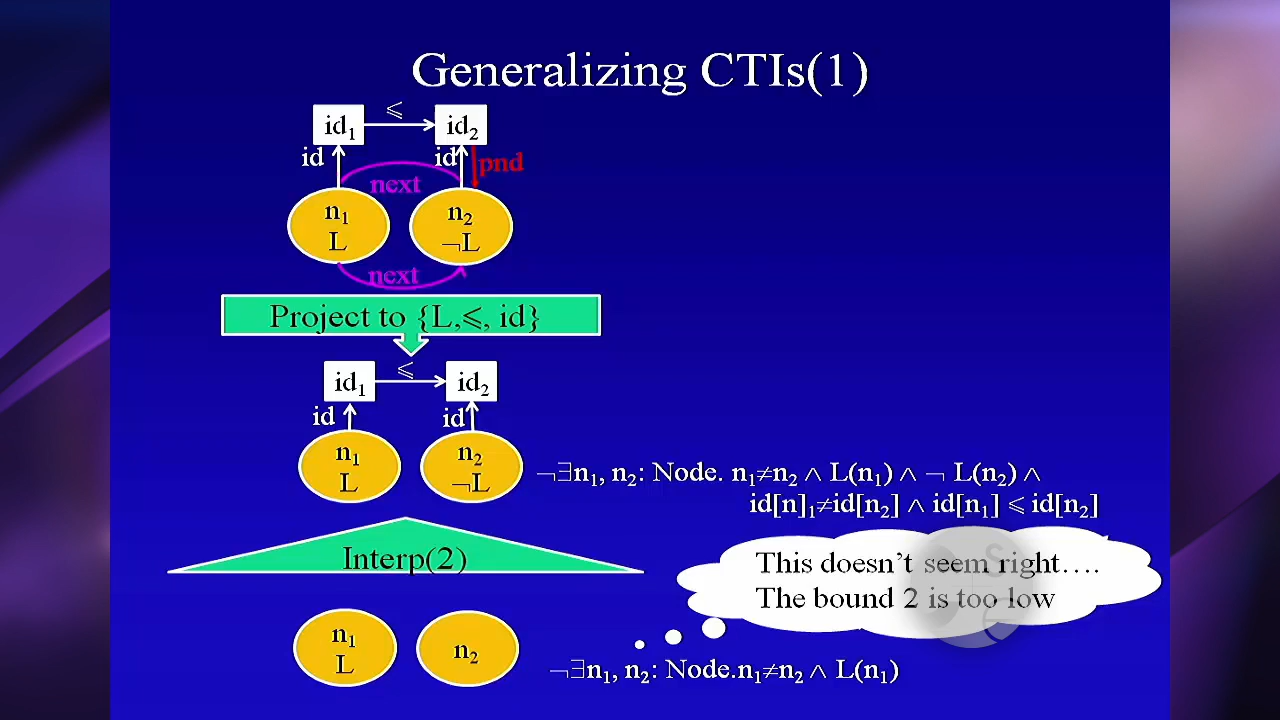 Generalizing CTIs(1)
⩽
id₁ id₂
id id pnd
next
n₁ n₂
L ¬L
next
Project to {L,⩽, id}
⩽
id₁ id₂
id id
n₁ n₂
L ¬L
¬∃n₁, n₂: Node. n₁≠n₂ ∧ L(n₁) ∧ ¬ L(n₂) ∧
id[n]₁≠id[n₂] ∧ id[n₁] ⩽ id[n₂]
Interp(2)
This doesn't seem right….
The bound 2 is too low
n₁ n₂
L
¬∃n₁, n₂: Node.n₁≠n₂ ∧ L(n₁)